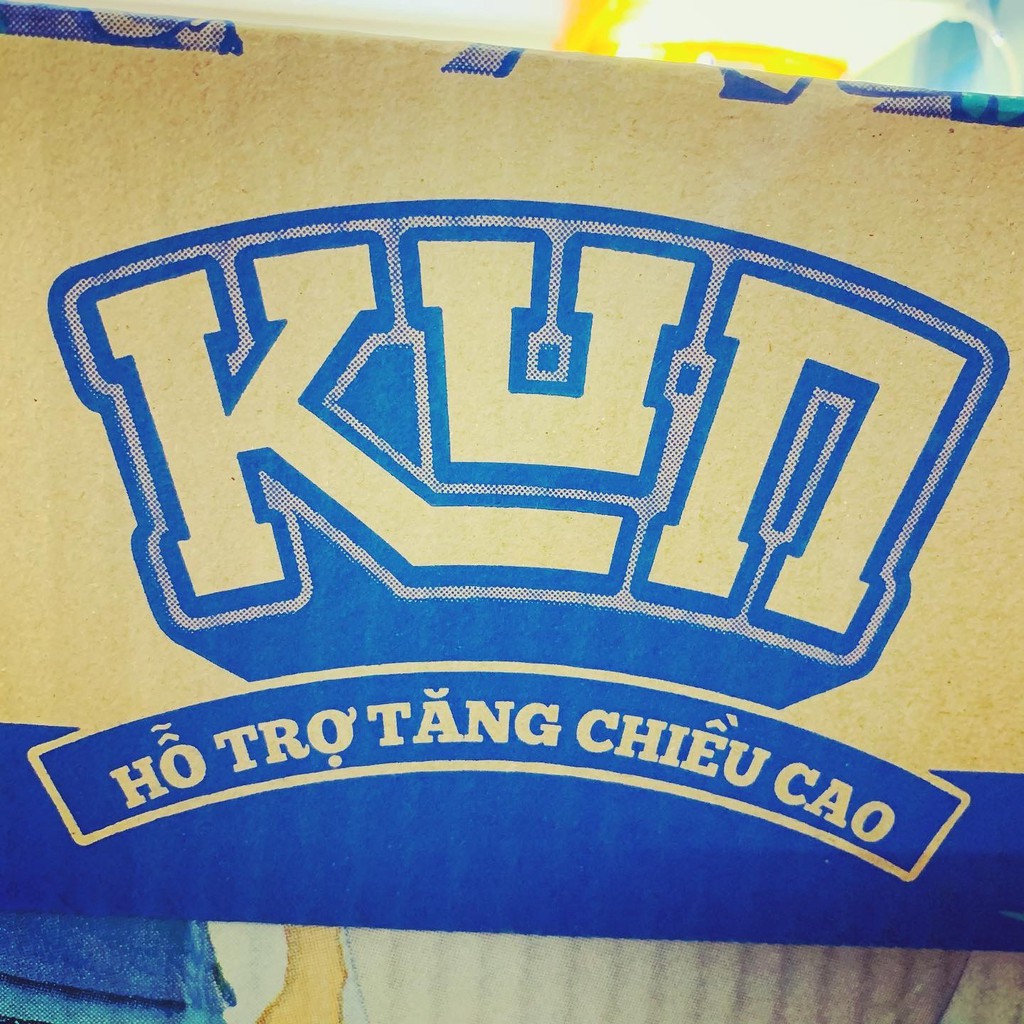 KUN
HỖ TRỢ TĂNG CHIỀU CAO